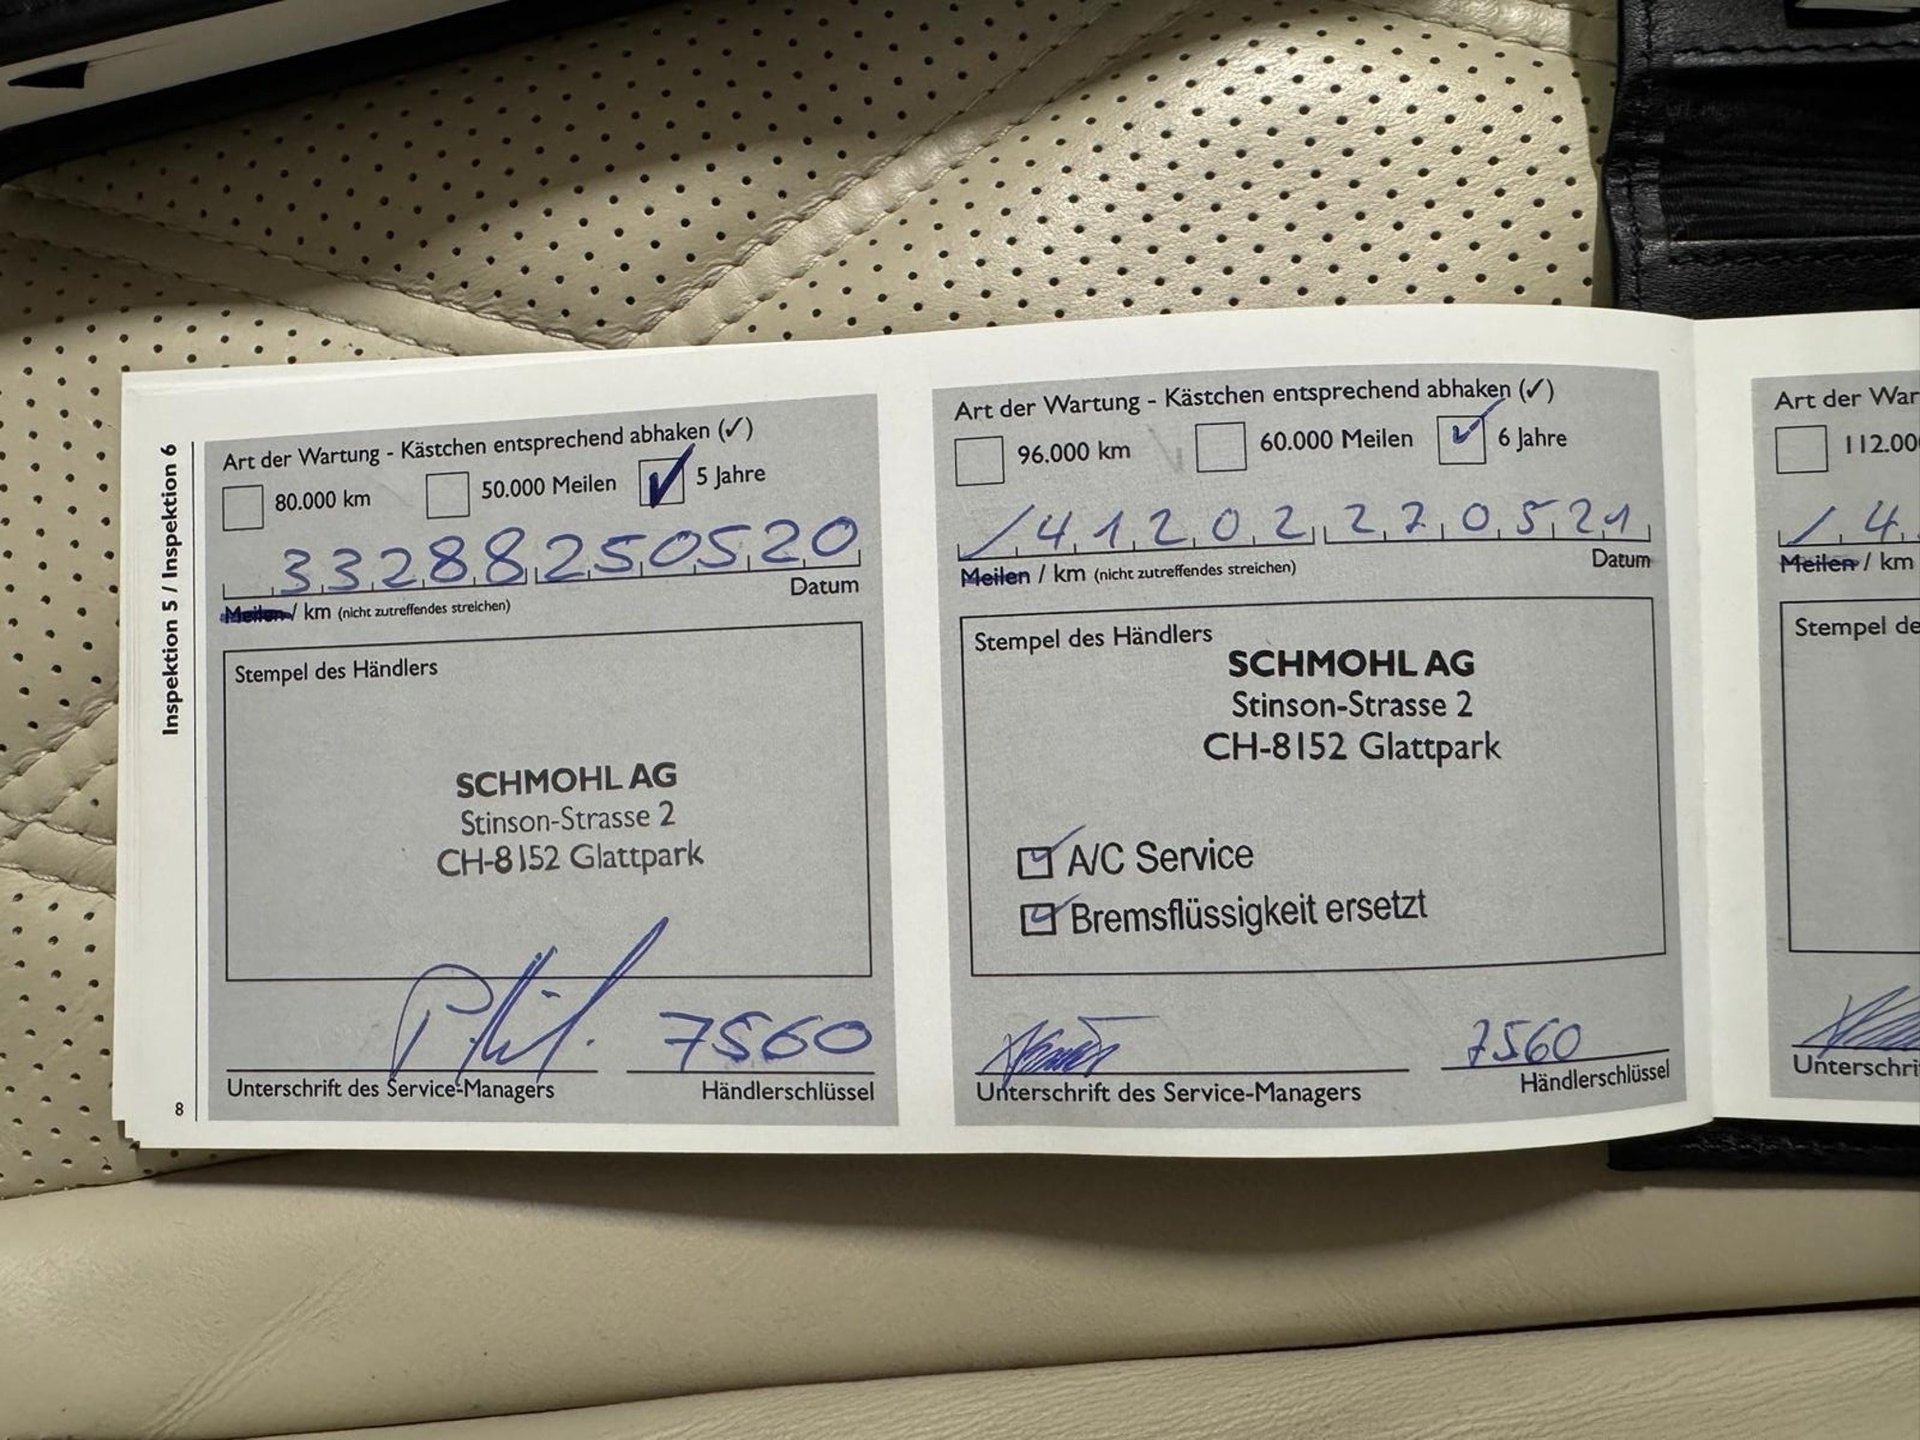 Inspektion 5 / Inspektion 6
8
Art der Wartung - Kästchen entsprechend abhaken (✓)
80.000 km 50.000 Meilen ✓ 5 Jahre
33288 250520
Meilen / km (nicht zutreffendes streichen) Datum
Stempel des Händlers
SCHMOHL AG
Stinson-Strasse 2
CH-8152 Glattpark
7560
Unterschrift des Service-Managers Händlerschlüssel
Art der Wartung - Kästchen entsprechend abhaken (✓)
96.000 km 60.000 Meilen ✓ 6 Jahre
/41202 270521
Meilen / km (nicht zutreffendes streichen) Datum
Stempel des Händlers
SCHMOHL AG
Stinson-Strasse 2
CH-8152 Glattpark
✓ A/C Service
✓ Bremsflüssigkeit ersetzt
7560
Unterschrift des Service-Managers Händlerschlüssel
Art der War
112.00
/ 4
Meilen / km
Stempel de
Unterschri